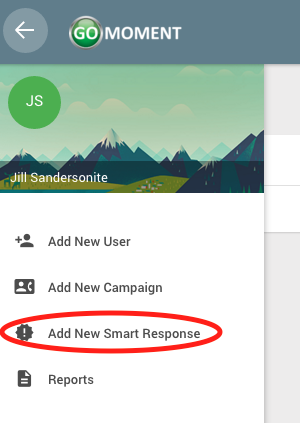 GO MOMENT
JS
Jill Sandersonite
Add New User
Add New Campaign
Add New Smart Response
Reports